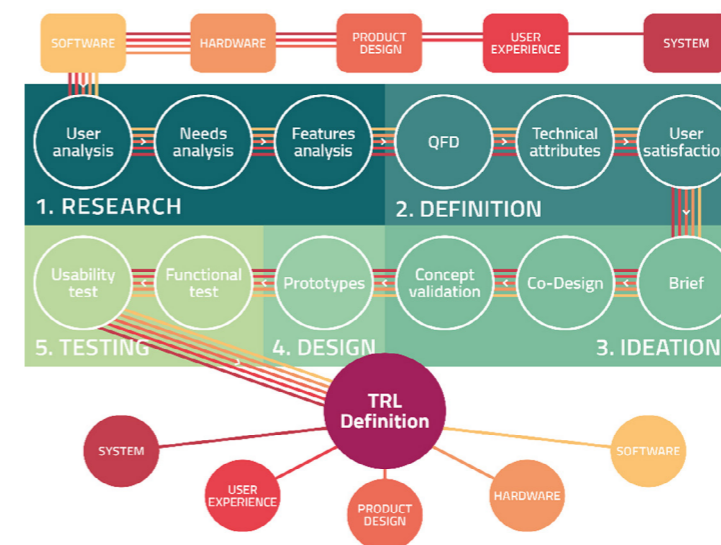 SOFTWARE
HARDWARE
PRODUCT
DESIGN
USER
EXPERIENCE
SYSTEM
User
analysis
Needs
analysis
Features
analysis
QFD
Technical
attributes
User
satisfaction
1. RESEARCH
2. DEFINITION
Usability
test
Functional
test
Prototypes
Concept
validation
Co-Design
Brief
5. TESTING
4. DESIGN
3. IDEATION
TRL
Definition
SYSTEM
USER
EXPERIENCE
PRODUCT
DESIGN
HARDWARE
SOFTWARE